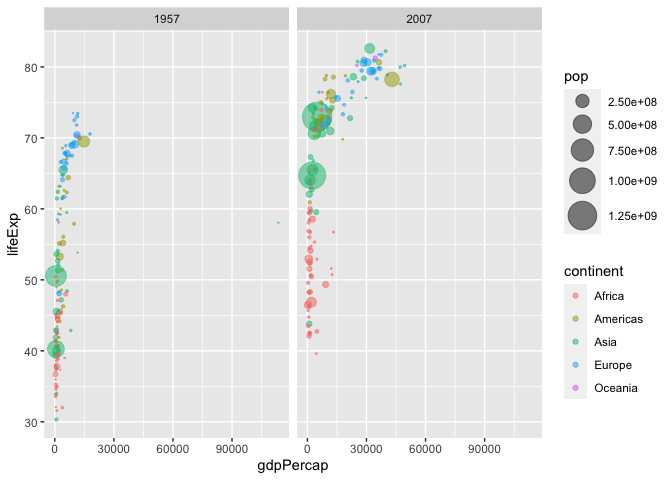 1957
2007
80
70
60
50
40
30
lifeExp
0
30000
60000
90000
0
30000
60000
90000
gdpPercap
pop
2.50e+08
5.00e+08
7.50e+08
1.00e+09
1.25e+09
continent
Africa
Americas
Asia
Europe
Oceania